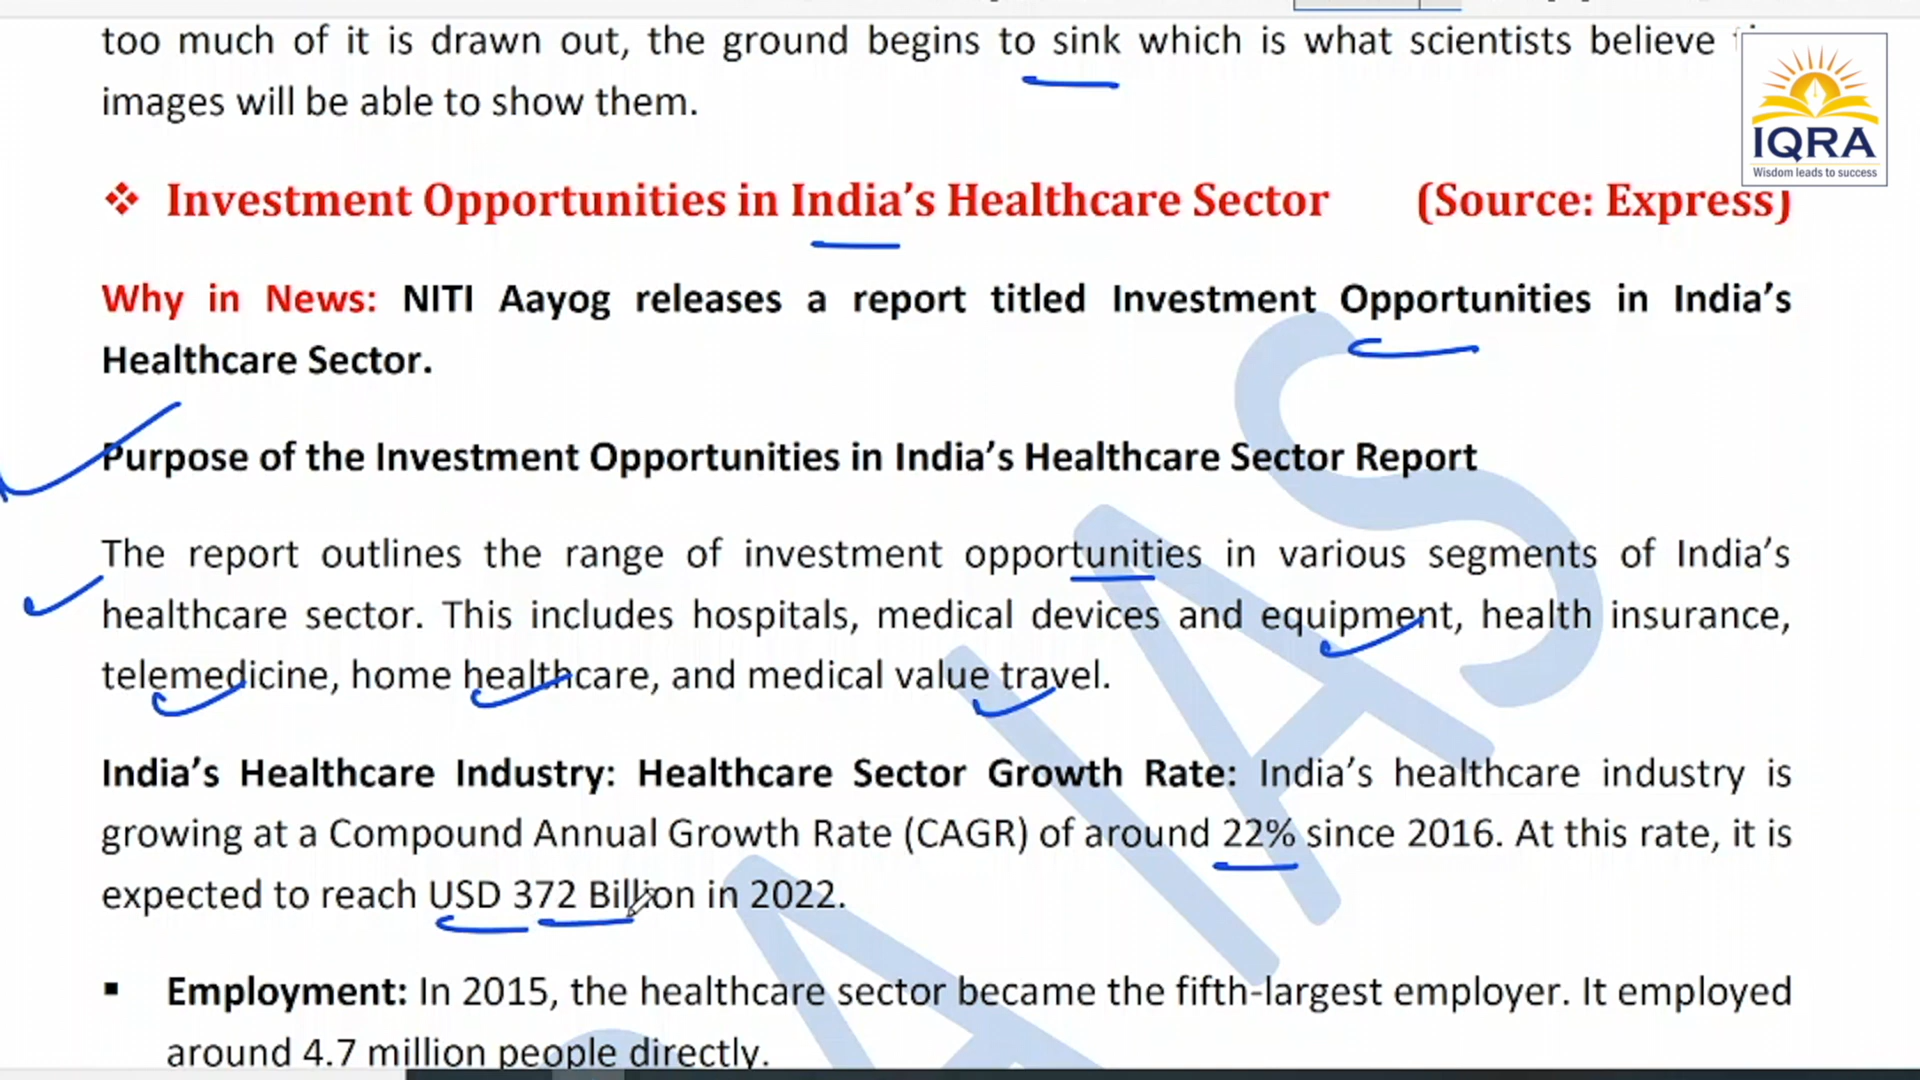 too much of it is drawn out, the ground begins to sink which is what scientists believe
images will be able to show them.
IQRA
Wisdom leads to success
❖ Investment Opportunities in India’s Healthcare Sector (Source: Express)
Why in News: NITI Aayog releases a report titled Investment Opportunities in India’s
Healthcare Sector.
Purpose of the Investment Opportunities in India’s Healthcare Sector Report
The report outlines the range of investment opportunities in various segments of India’s
healthcare sector. This includes hospitals, medical devices and equipment, health insurance,
telemedicine, home healthcare, and medical value travel.
India’s Healthcare Industry: Healthcare Sector Growth Rate: India’s healthcare industry is
growing at a Compound Annual Growth Rate (CAGR) of around 22% since 2016. At this rate, it is
expected to reach USD 372 Billion in 2022.
▪ Employment: In 2015, the healthcare sector became the fifth-largest employer. It employed
around 4.7 million people directly.
IAS